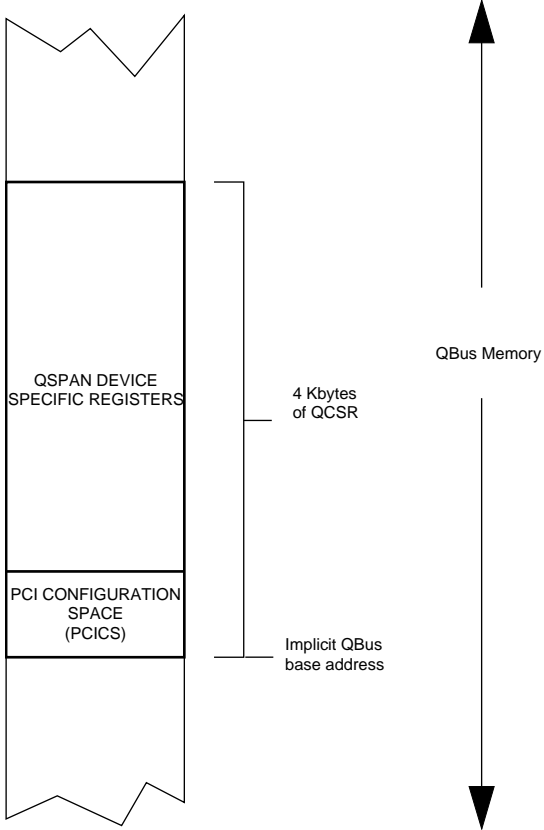 QBus Memory
QSPAN DEVICE
SPECIFIC REGISTERS
4 Kbytes
of QCSR
PCI CONFIGURATION
SPACE
(PCICS)
Implicit QBus
base address